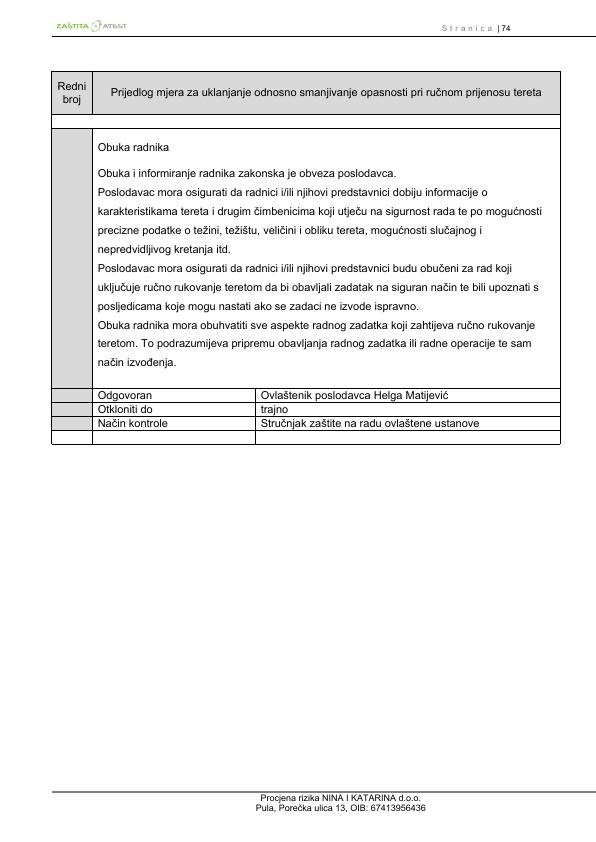 ZAŠTITA ATEST
Stranica | 74
Redni broj
Prijedlog mjera za uklanjanje odnosno smanjivanje opasnosti pri ručnom prijenosu tereta
Obuka radnika
Obuka i informiranje radnika zakonska je obveza poslodavca.
Poslodavac mora osigurati da radnici i/ili njihovi predstavnici dobiju informacije o
karakteristikama tereta i drugim čimbenicima koji utječu na sigurnost rada te po mogućnosti
precizne podatke o težini, težištu, veličini i obliku tereta, mogućnosti slučajnog i
nepredvidljivog kretanja itd.
Poslodavac mora osigurati da radnici i/ili njihovi predstavnici budu obučeni za rad koji
uključuje ručno rukovanje teretom da bi obavljali zadatak na siguran način te bili upoznati s
posljedicama koje mogu nastati ako se zadaci ne izvode ispravno.
Obuka radnika mora obuhvatiti sve aspekte radnog zadatka koji zahtijeva ručno rukovanje
teretom. To podrazumijeva pripremu obavljanja radnog zadatka ili radne operacije te sam
način izvođenja.
Odgovoran Ovlaštenik poslodavca Helga Matijević
Otkloniti do trajno
Način kontrole Stručnjak zaštite na radu ovlaštene ustanove
Procjena rizika NINA I KATARINA d.o.o.
Pula, Porečka ulica 13, OIB: 67413956436